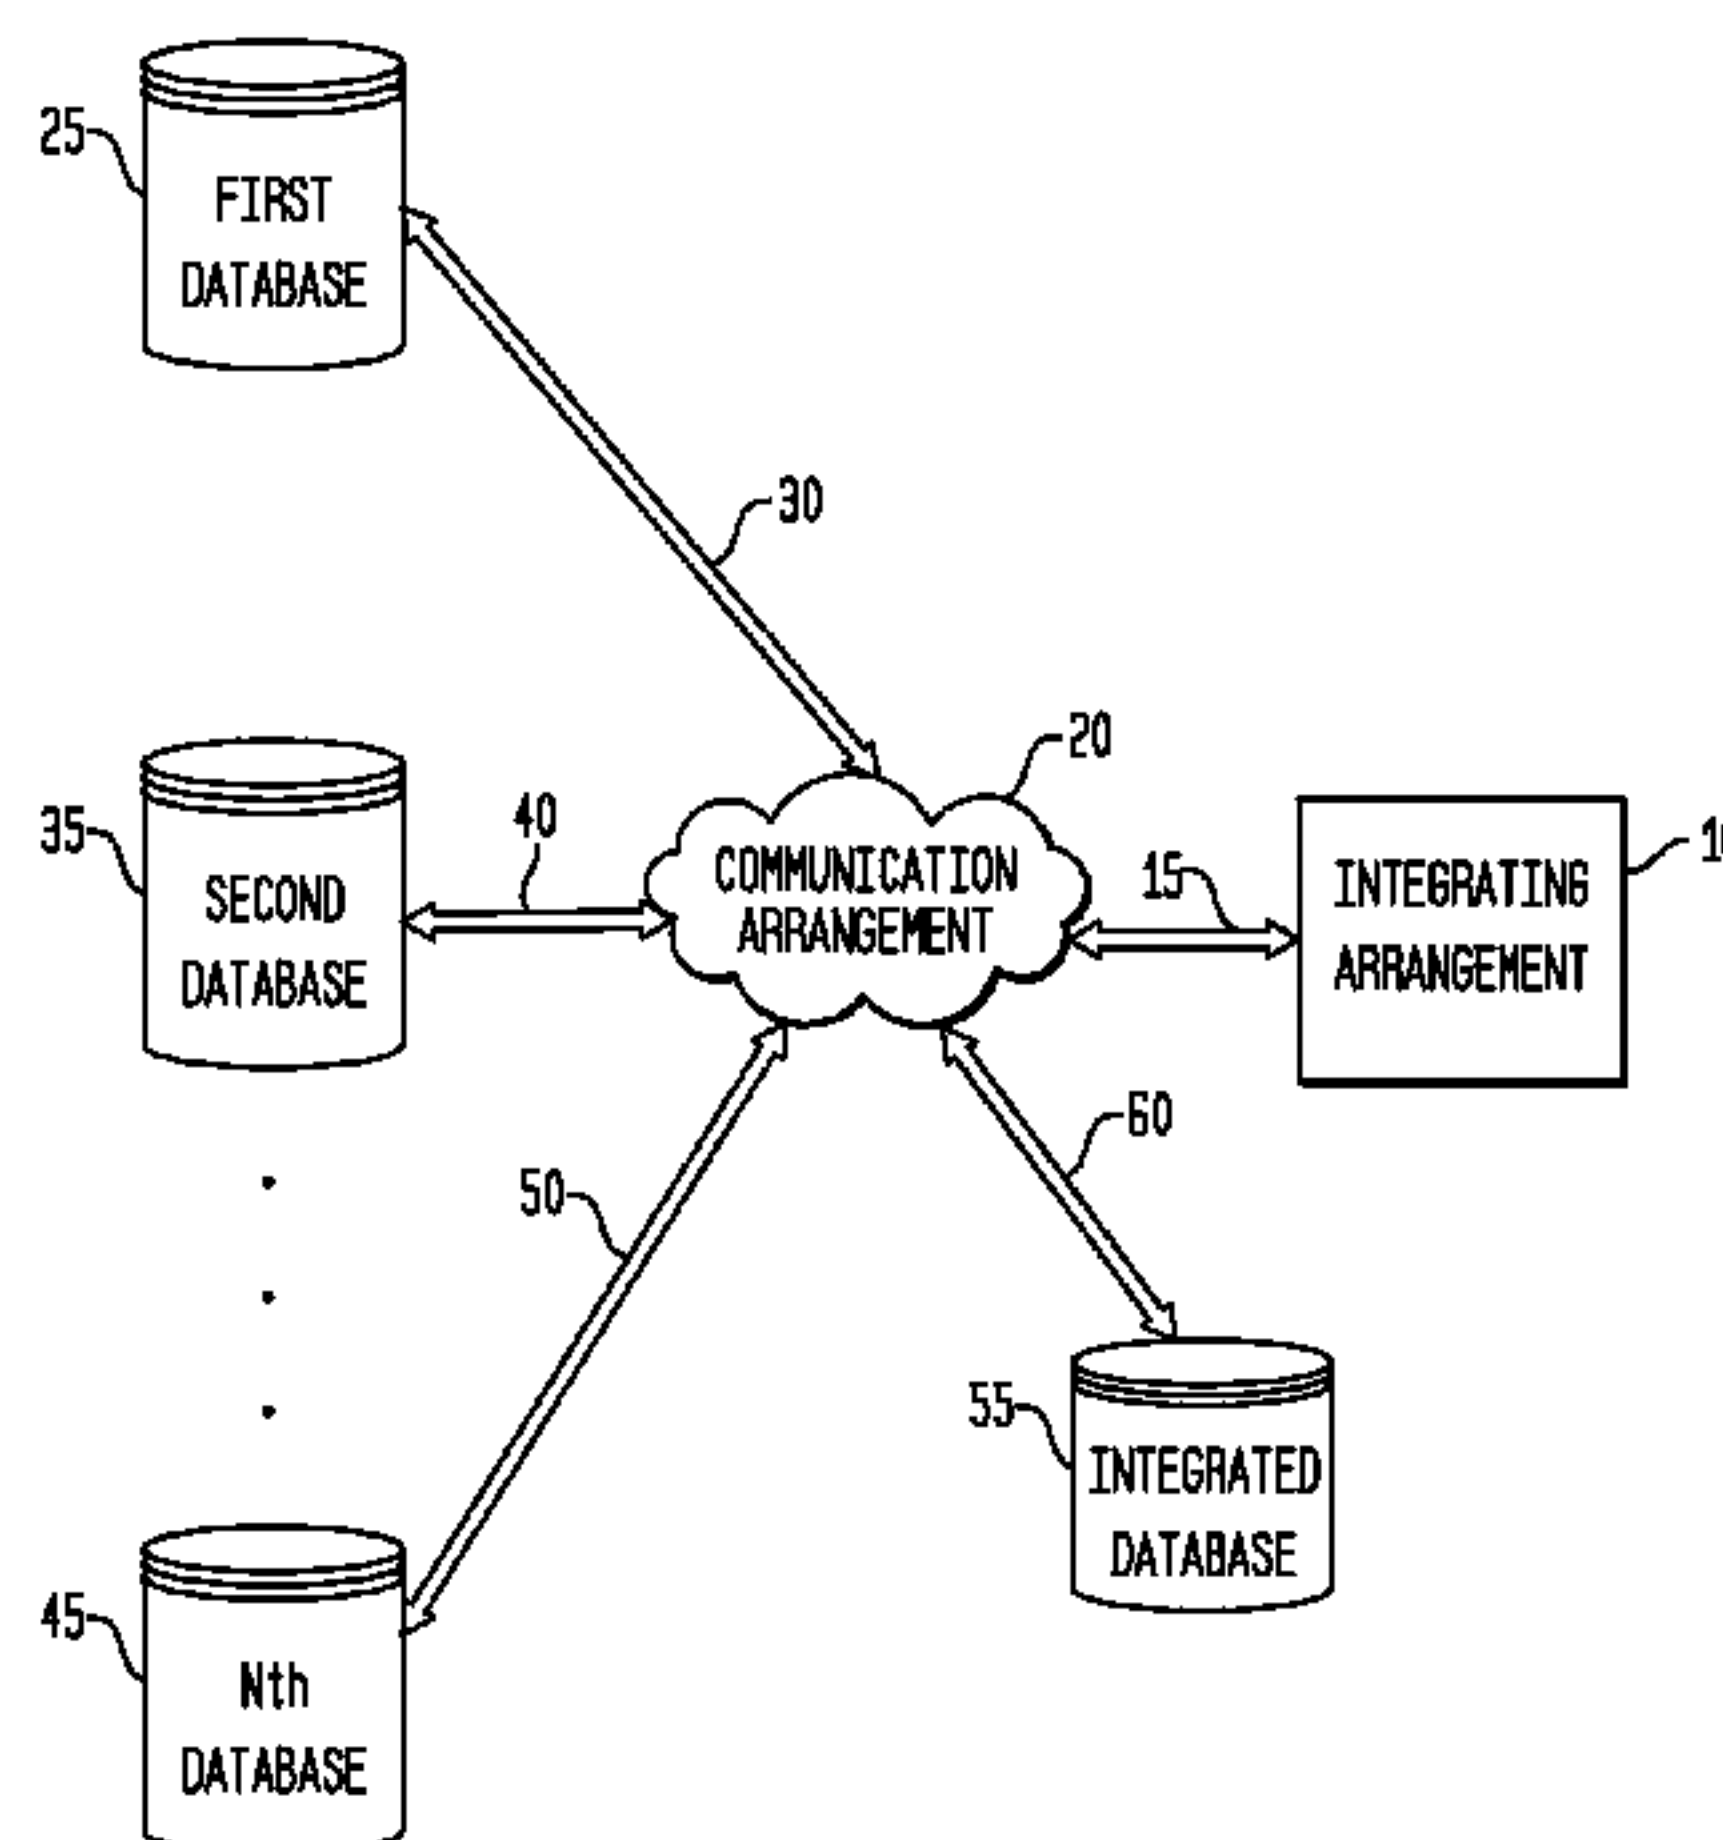 25
FIRST
DATABASE
30
20
35
SECOND
DATABASE
40
COMMUNICATION
ARRANGEMENT
15
INTEGRATING
ARRANGEMENT
50
60
55
INTEGRATED
DATABASE
45
Nth
DATABASE